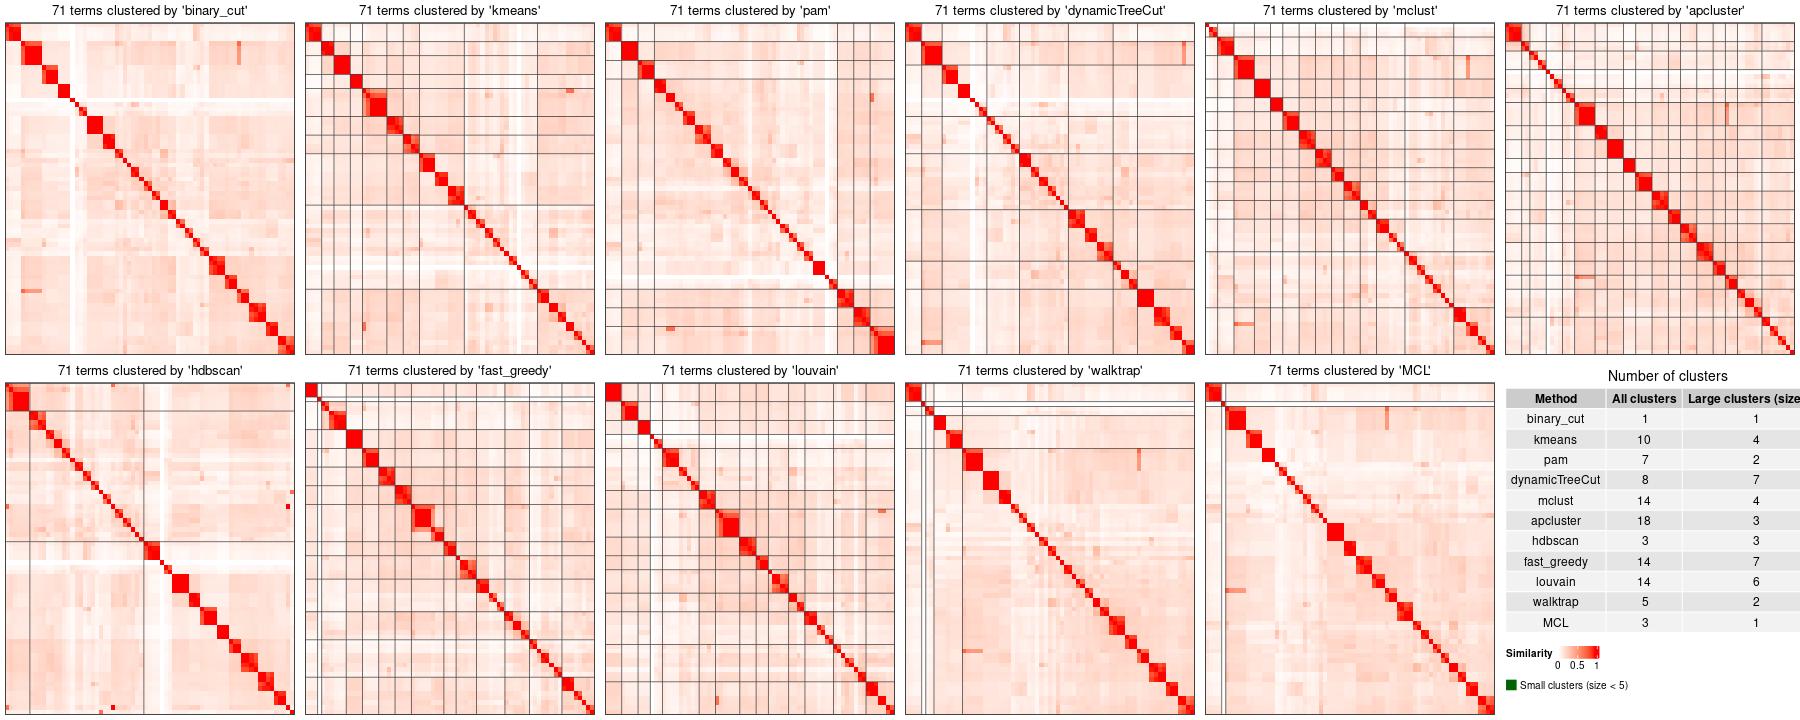 71 terms clustered by 'binary_cut'
71 terms clustered by 'kmeans'
71 terms clustered by 'pam'
71 terms clustered by 'dynamicTreeCut'
71 terms clustered by 'mclust'
71 terms clustered by 'apcluster'
71 terms clustered by 'hdbscan'
71 terms clustered by 'fast_greedy'
71 terms clustered by 'louvain'
71 terms clustered by 'walktrap'
71 terms clustered by 'MCL'
Number of clusters
Method All clusters Large clusters (size
binary_cut 1 1
kmeans 10 4
pam 7 2
dynamicTreeCut 8 7
mclust 14 4
apcluster 18 3
hdbscan 3 3
fast_greedy 14 7
louvain 14 6
walktrap 5 2
MCL 3 1
Similarity
0 0.5 1
Small clusters (size < 5)